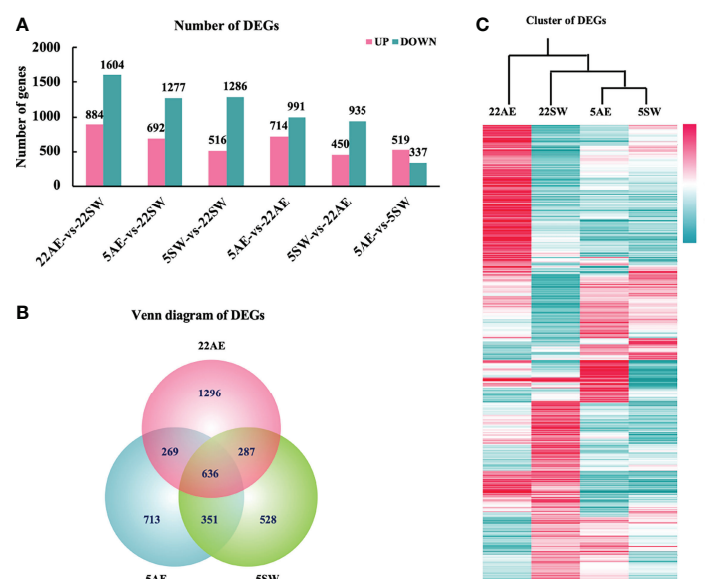 A
Number of DEGs
UP DOWN
Number of genes
2000
1500
1000
500
0
884
1604
692
1277
516
1286
714
991
450
935
519
337
22AE-vs-22SW
5AE-vs-22SW
5SW-vs-22SW
5AE-vs-22AE
5SW-vs-22AE
5AE-vs-5SW
B
Venn diagram of DEGs
22AE
1296
269
287
636
713
351
528
5AE
5SW
C
Cluster of DEGs
22AE 22SW 5AE 5SW